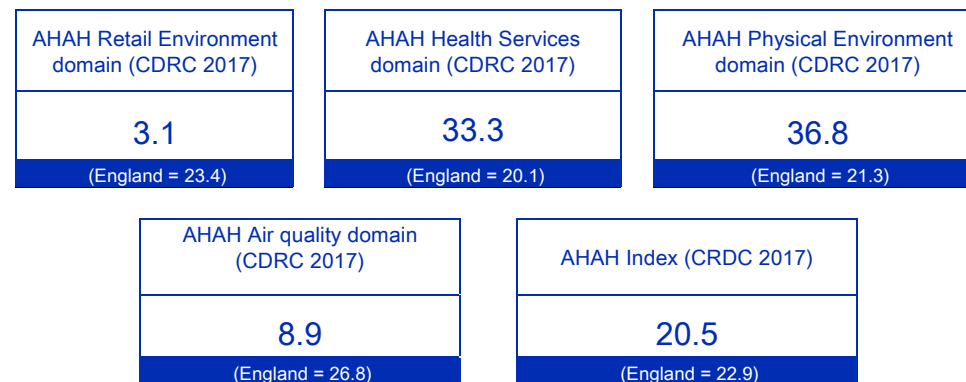 AHAH Retail Environment
domain (CDRC 2017)
3.1
(England = 23.4)
AHAH Health Services
domain (CDRC 2017)
33.3
(England = 20.1)
AHAH Physical Environment
domain (CDRC 2017)
36.8
(England = 21.3)
AHAH Air quality domain
(CDRC 2017)
8.9
(England = 26.8)
AHAH Index (CRDC 2017)
20.5
(England = 22.9)